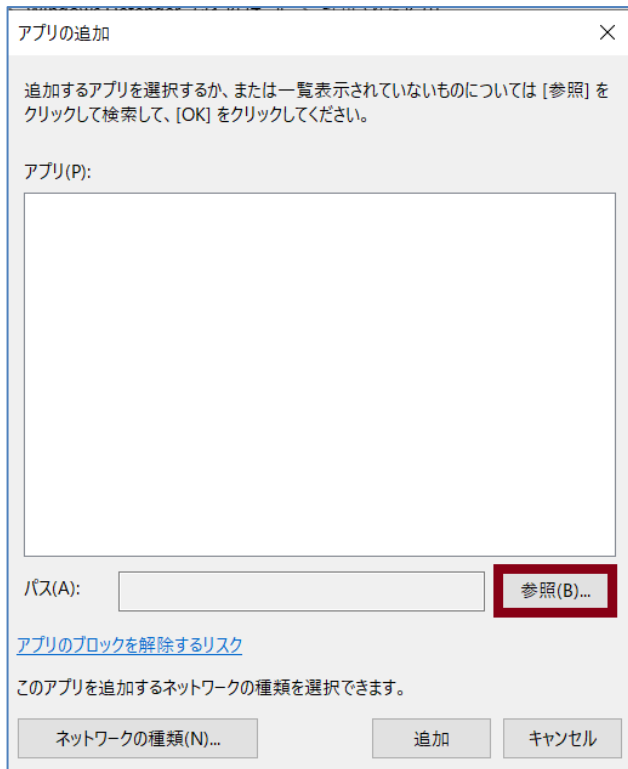 アプリの追加
追加するアプリを選択するか、または一覧表示されていないものについては [参照] を
クリックして検索して、[OK] をクリックしてください。
アプリ(P):
パス(A):
参照(B)...
アプリのブロックを解除するリスク
このアプリを追加するネットワークの種類を選択できます。
ネットワークの種類(N)...
追加
キャンセル